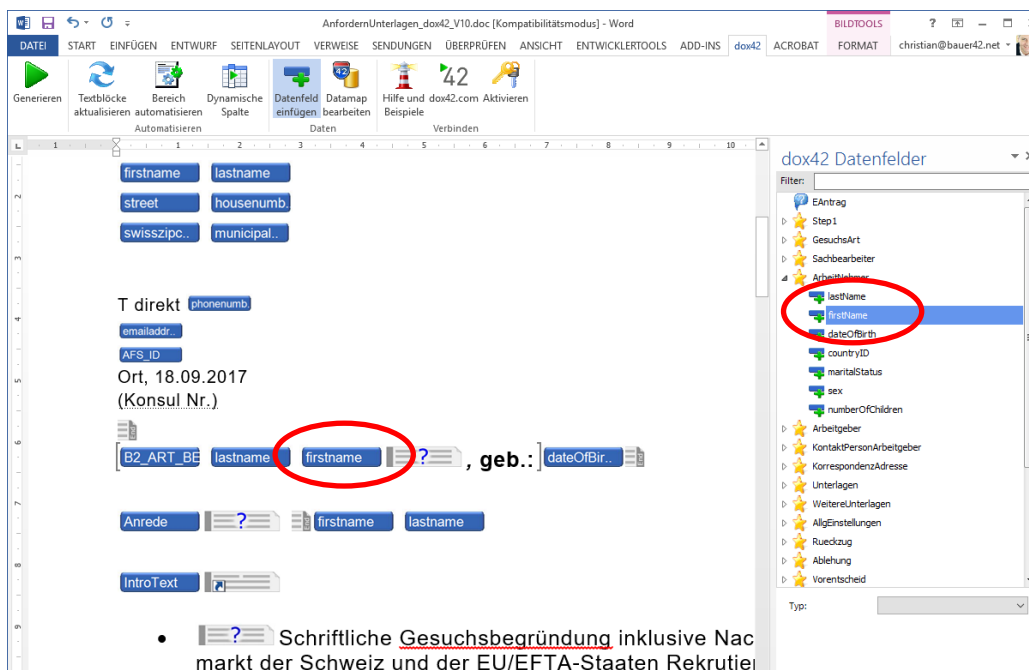 AnfordernUnterlagen_dox42_V10.doc [Kompatibilitätsmodus] - Word
BILDTOOLS
DATEI START EINFÜGEN ENTWURF SEITENLAYOUT VERWEISE SENDUNGEN ÜBERPRÜFEN ANSICHT ENTWICKLERTOOLS ADD-INS dox42 ACROBAT FORMAT christian@bauer42.net
Generieren
Textblöcke aktualisieren
Bereich automatisieren
Dynamische Spalte
Datenfeld einfügen
Datamap bearbeiten
Hilfe und Beispiele
dox42.com
Aktivieren
Automatisieren
Daten
Verbinden
firstname lastname
street housenumb.
swisszipc.. municipal..
T direkt phonenumb.
emailaddr..
AFS_ID
Ort, 18.09.2017
(Konsul Nr.)
B2_ART_BE lastname firstname ? , geb.: dateOfBir..
Anrede ? firstname lastname
IntroText
• ? Schriftliche Gesuchsbegründung inklusive Nac
markt der Schweiz und der EU/EFTA-Staaten Rekrutier
dox42 Datenfelder
Filter:
EAntrag
Step1
GesuchsArt
Sachbearbeiter
ArbeitNehmer
lastName
firstName
dateOfBirth
countryID
maritalStatus
sex
numberOfChildren
Arbeitgeber
KontaktPersonArbeitgeber
KorrespondenzAdresse
Unterlagen
WeitereUnterlagen
AllgEinstellungen
Rueckzug
Ablehung
Vorentscheid
Typ: